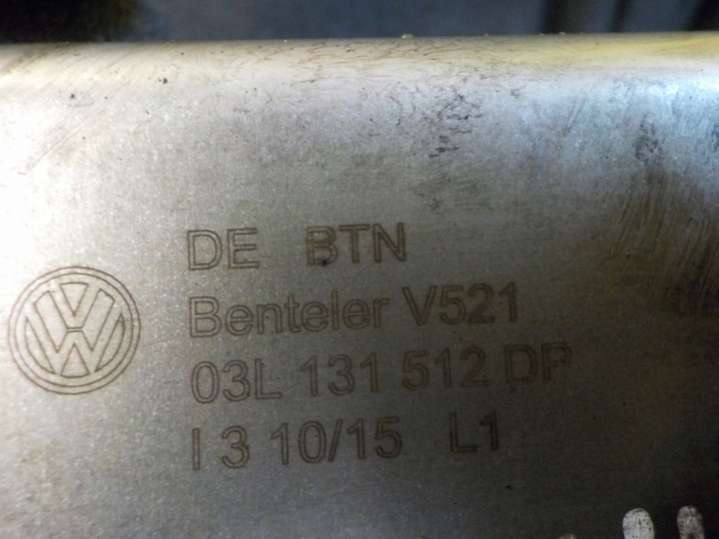 DE BTN
Benteler V521
03L 131 512 DP
I 3 10/15 L1